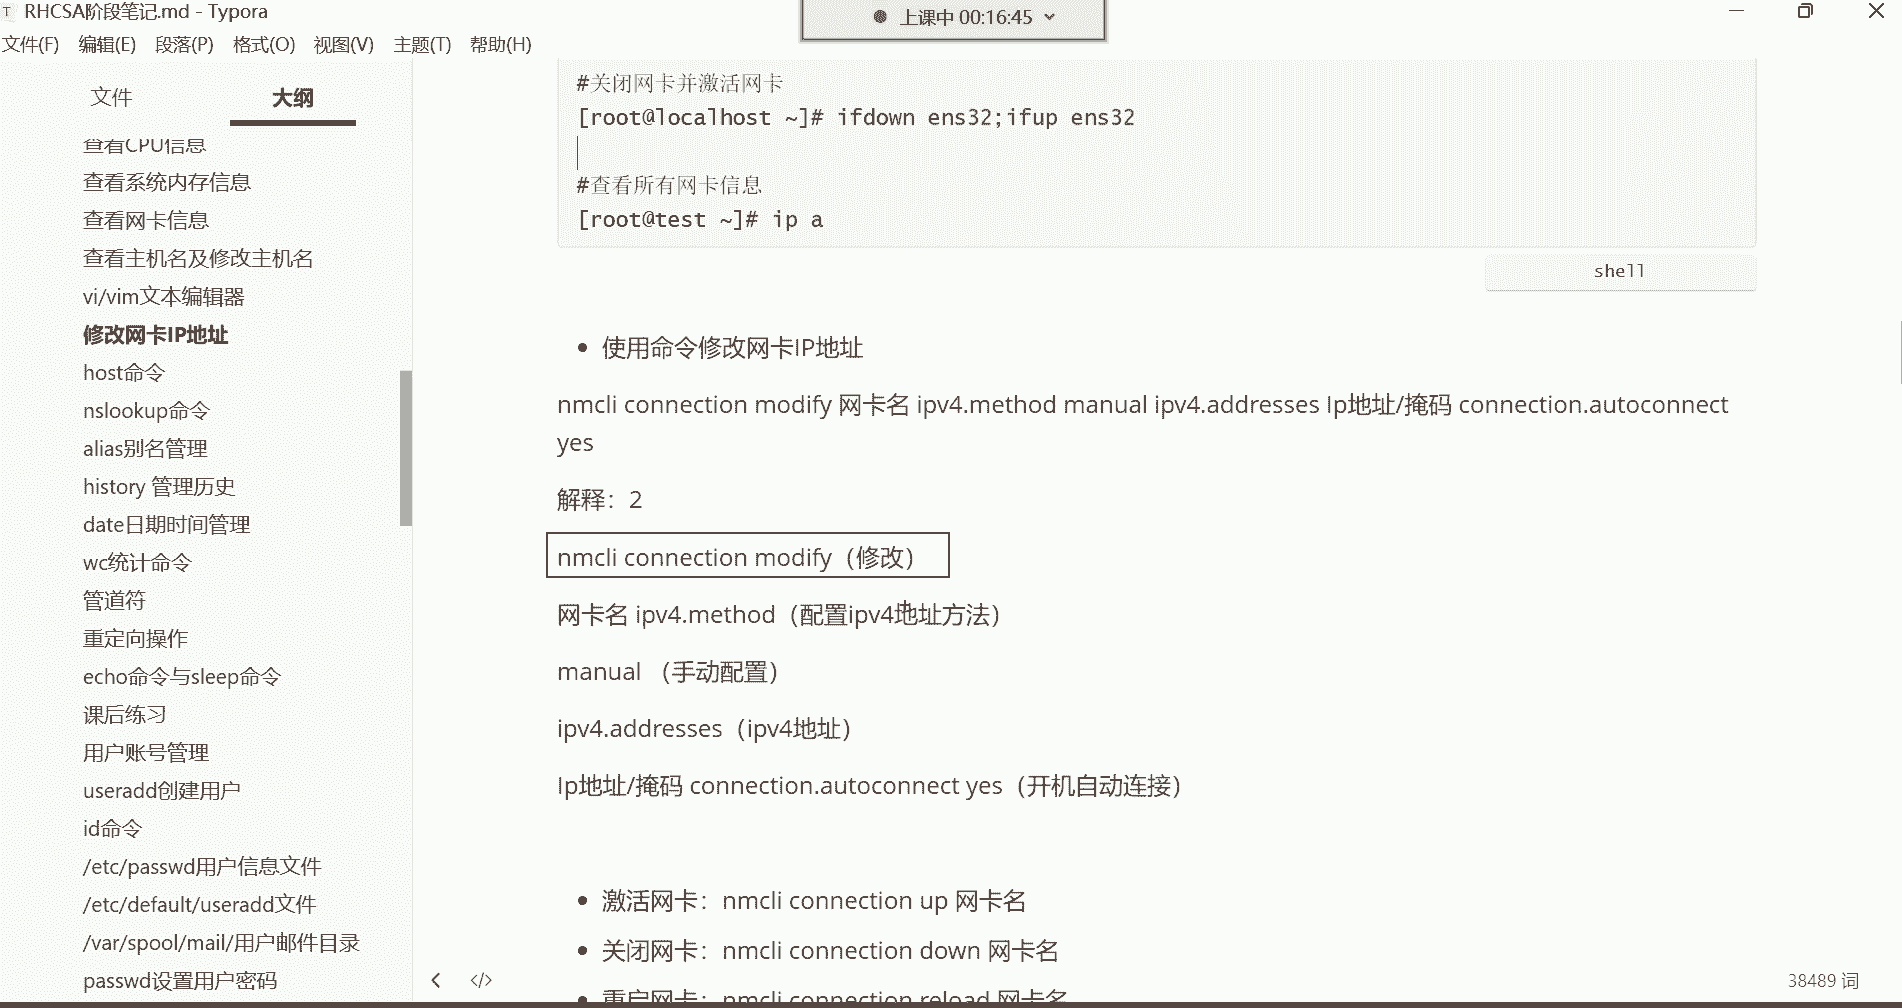 RHCSA阶段笔记.md - Typora
上课中 00:16:45
文件(F) 编辑(E) 段落(P) 格式(O) 视图(V) 主题(T) 帮助(H)
文件 大纲
查看CPU信息
查看系统内存信息
查看网卡信息
查看主机名及修改主机名
vi/vim文本编辑器
修改网卡IP地址
host命令
nslookup命令
alias别名管理
history 管理历史
date日期时间管理
wc统计命令
管道符
重定向操作
echo命令与sleep命令
课后练习
用户账号管理
useradd创建用户
id命令
/etc/passwd用户信息文件
/etc/default/useradd文件
/var/spool/mail/用户邮件目录
passwd设置用户密码
#关闭网卡并激活网卡
[root@localhost ~]# ifdown ens32;ifup ens32
#查看所有网卡信息
[root@test ~]# ip a
shell
使用命令修改网卡IP地址
nmcli connection modify 网卡名 ipv4.method manual ipv4.addresses Ip地址/掩码 connection.autoconnect
yes
解释：2
nmcli connection modify（修改）
网卡名 ipv4.method（配置ipv4地址方法）
manual （手动配置）
ipv4.addresses（ipv4地址）
Ip地址/掩码 connection.autoconnect yes（开机自动连接）
激活网卡：nmcli connection up 网卡名
关闭网卡：nmcli connection down 网卡名
重启网卡：nmcli connection reload 网卡名
38489 词